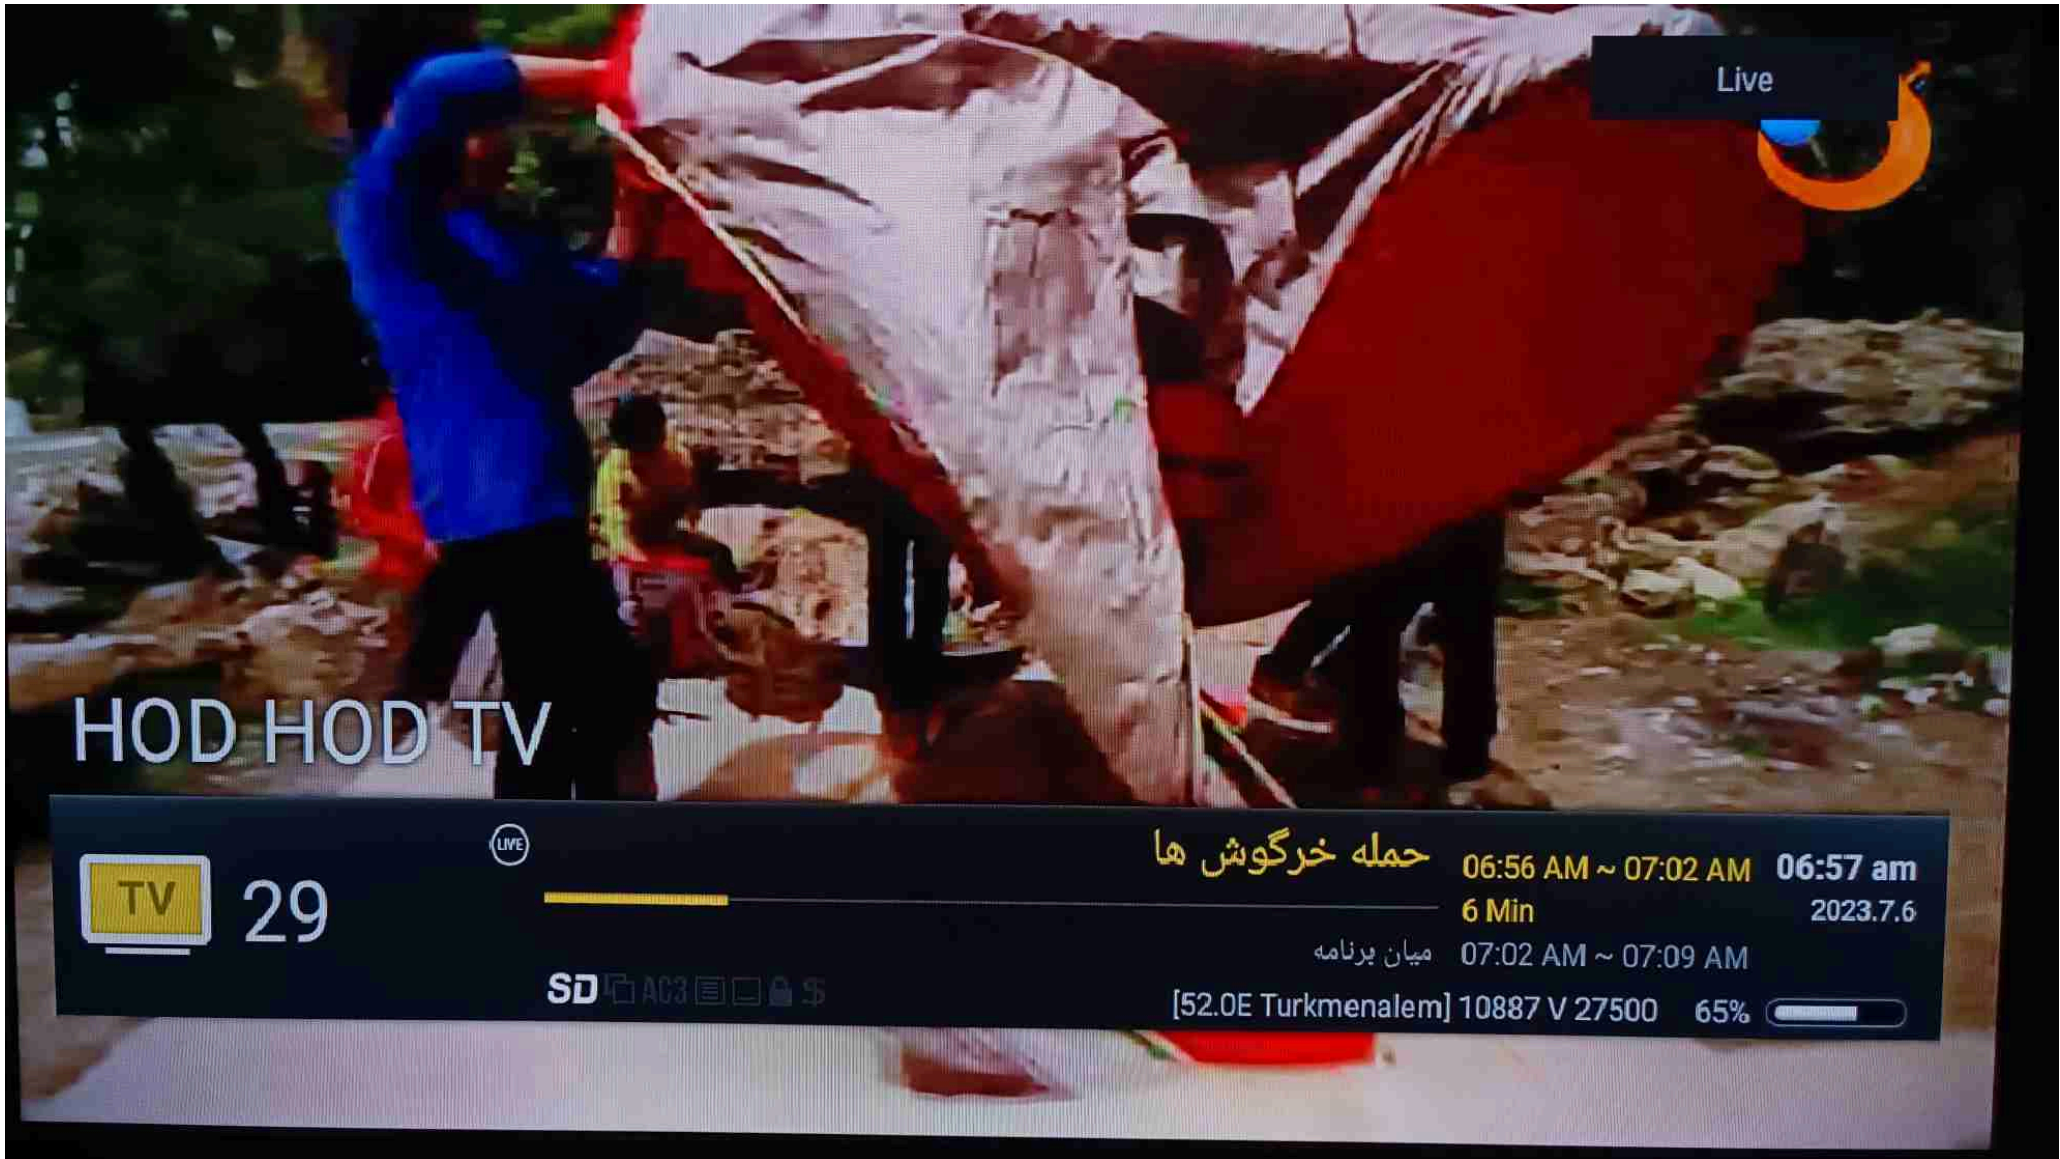 Live
HOD HOD TV
LIVE
حمله خرگوش ها
06:56 AM ~ 07:02 AM
06:57 am
TV
29
6 Min
2023.7.6
میان برنامه
07:02 AM ~ 07:09 AM
SD AC3 $
[52.0E Turkmenalem] 10887 V 27500 65%